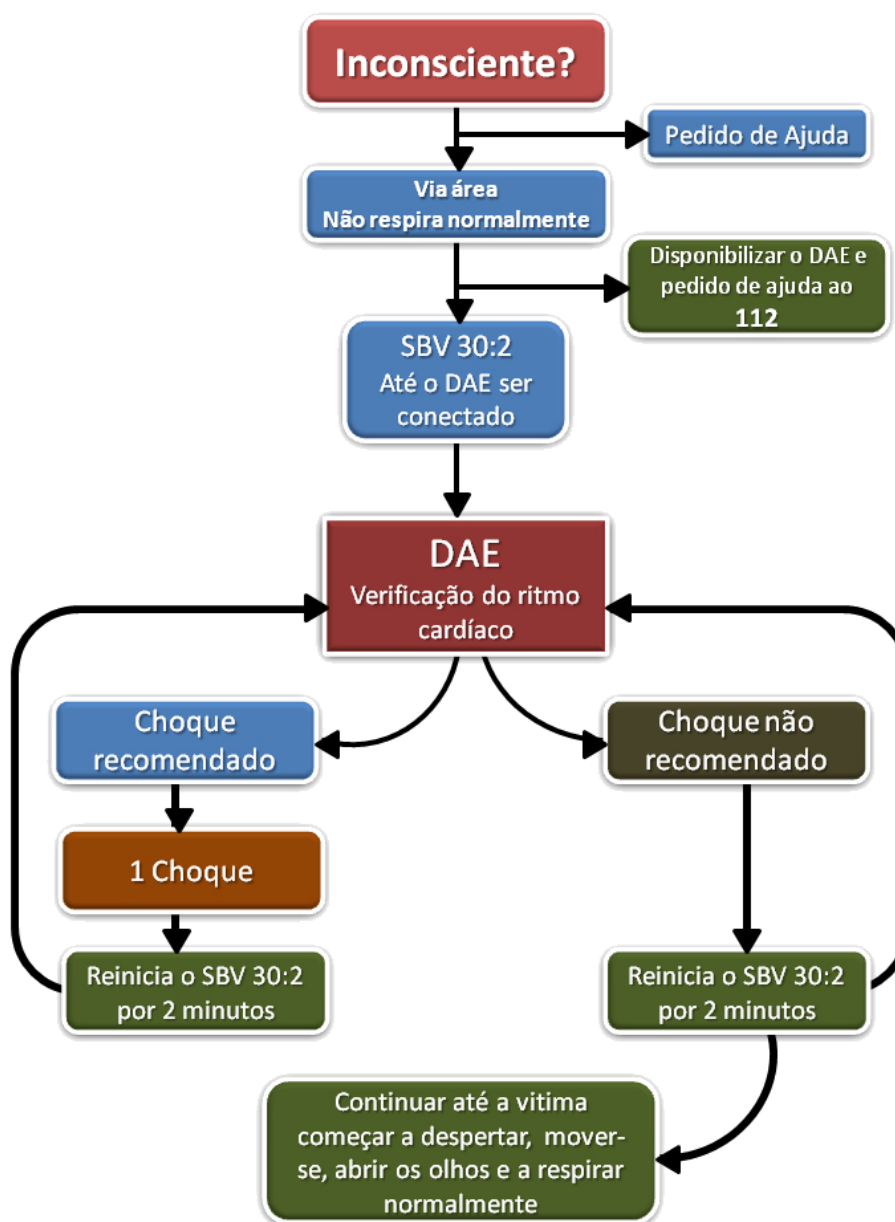 Inconsciente?
Pedido de Ajuda
Via área
Não respira normalmente
Disponibilizar o DAE e
pedido de ajuda ao
112
SBV 30:2
Até o DAE ser
conectado
DAE
Verificação do ritmo
cardíaco
Choque
recomendado
Choque não
recomendado
1 Choque
Reinicia o SBV 30:2
por 2 minutos
Reinicia o SBV 30:2
por 2 minutos
Continuar até a vitima
começar a despertar, mover-
se, abrir os olhos e a respirar
normalmente